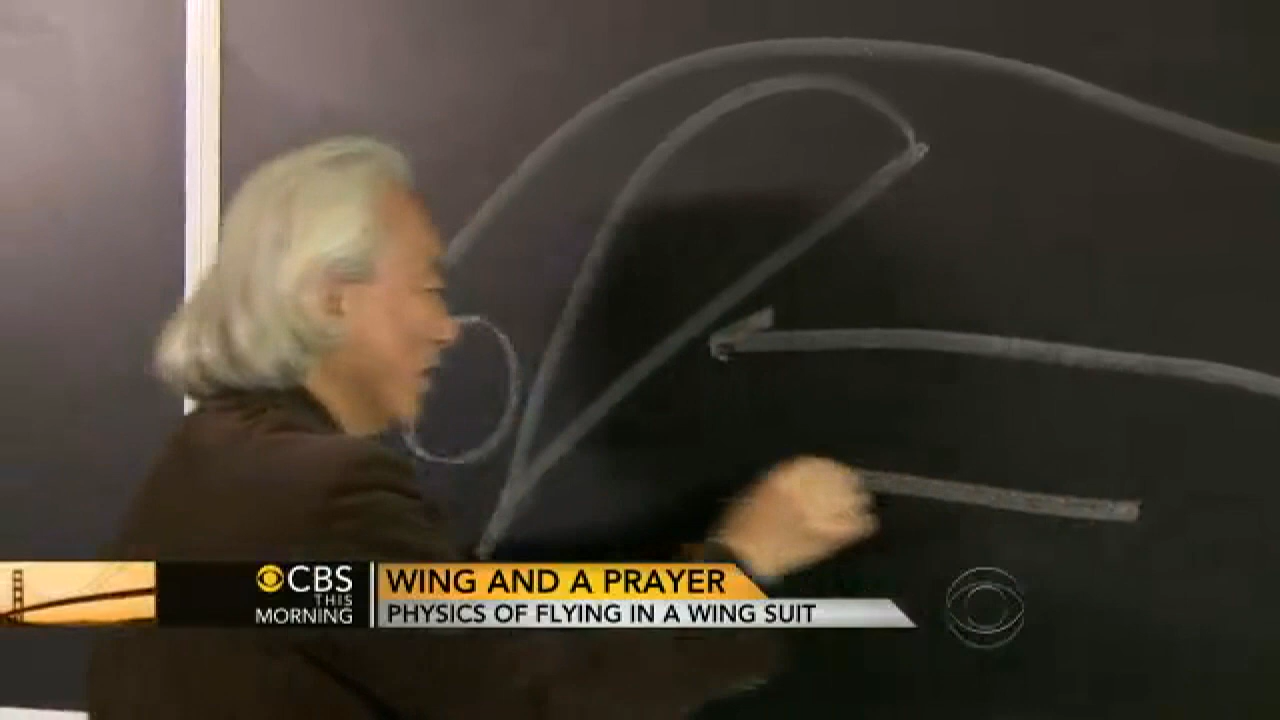 CBS
THIS
MORNING
WING AND A PRAYER
PHYSICS OF FLYING IN A WING SUIT